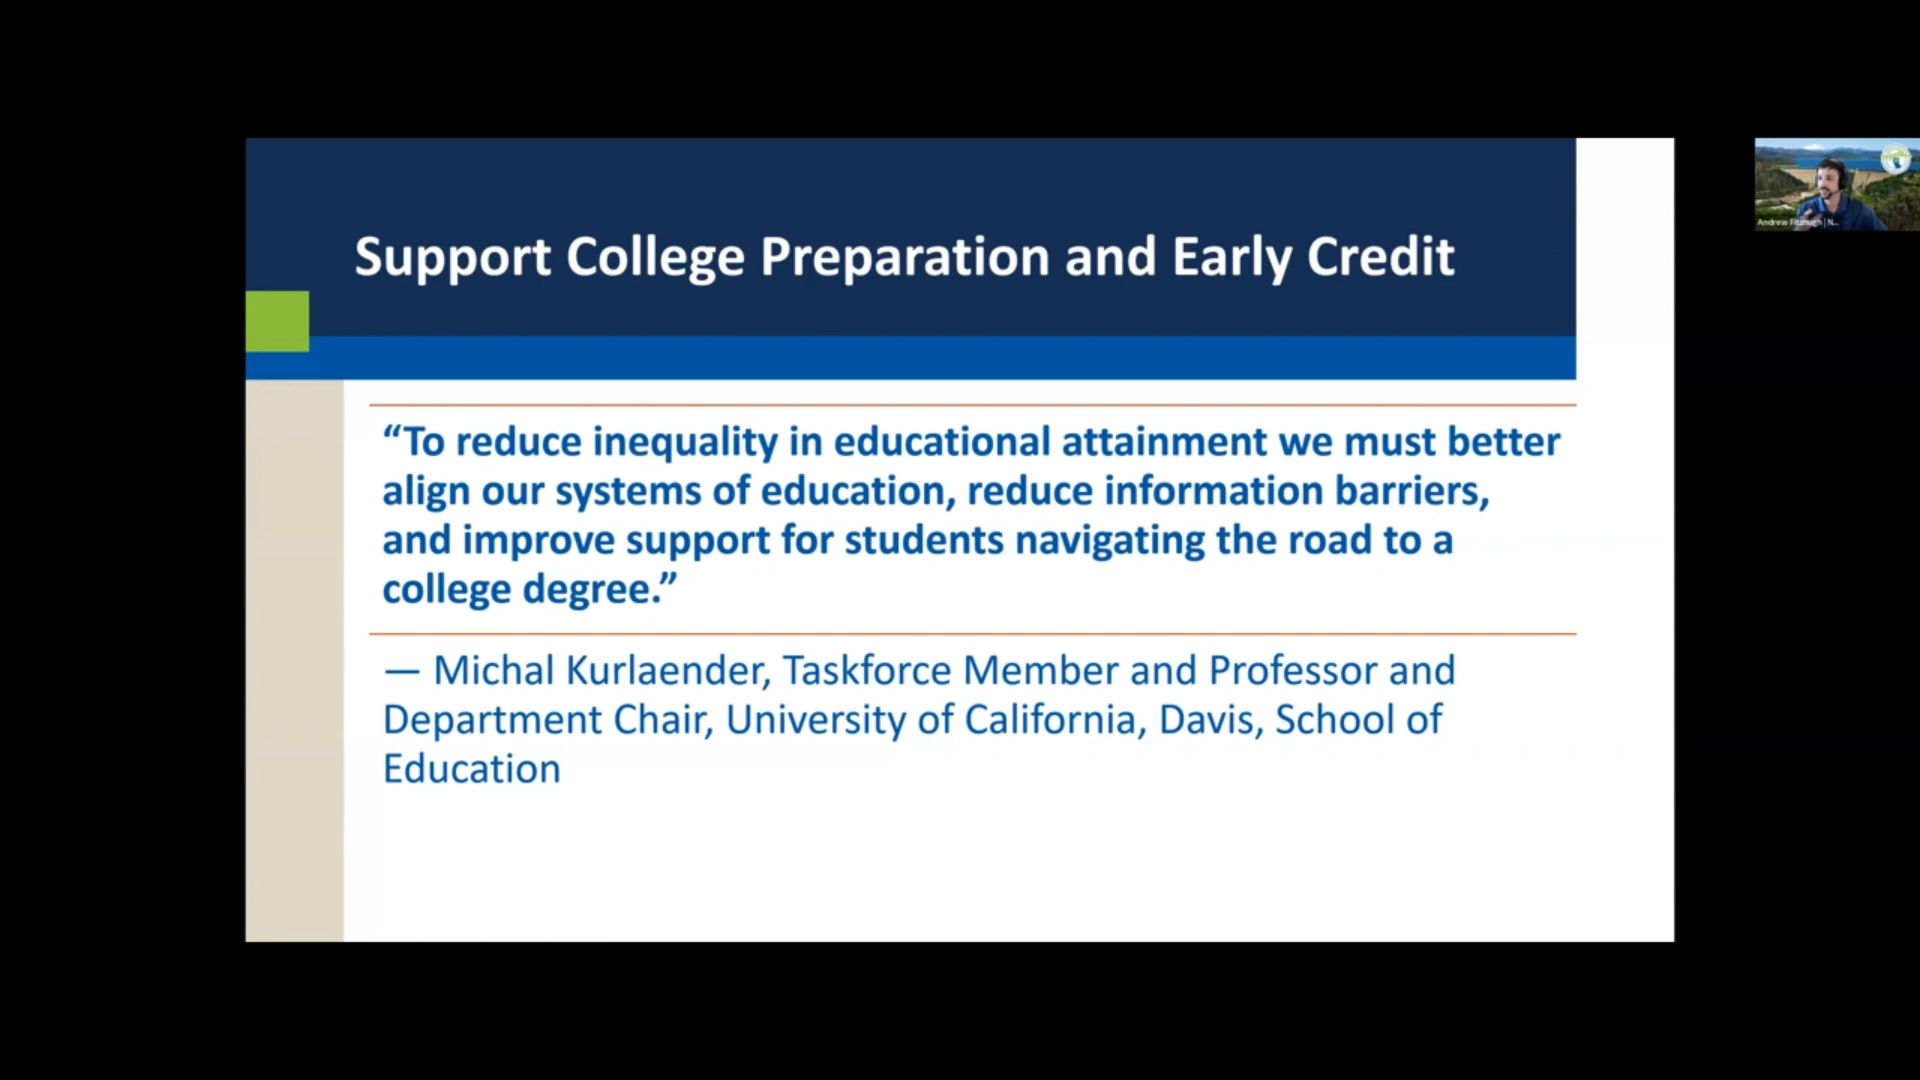 Support College Preparation and Early Credit
“To reduce inequality in educational attainment we must better
align our systems of education, reduce information barriers,
and improve support for students navigating the road to a
college degree.”
— Michal Kurlaender, Taskforce Member and Professor and
Department Chair, University of California, Davis, School of
Education
Andrew